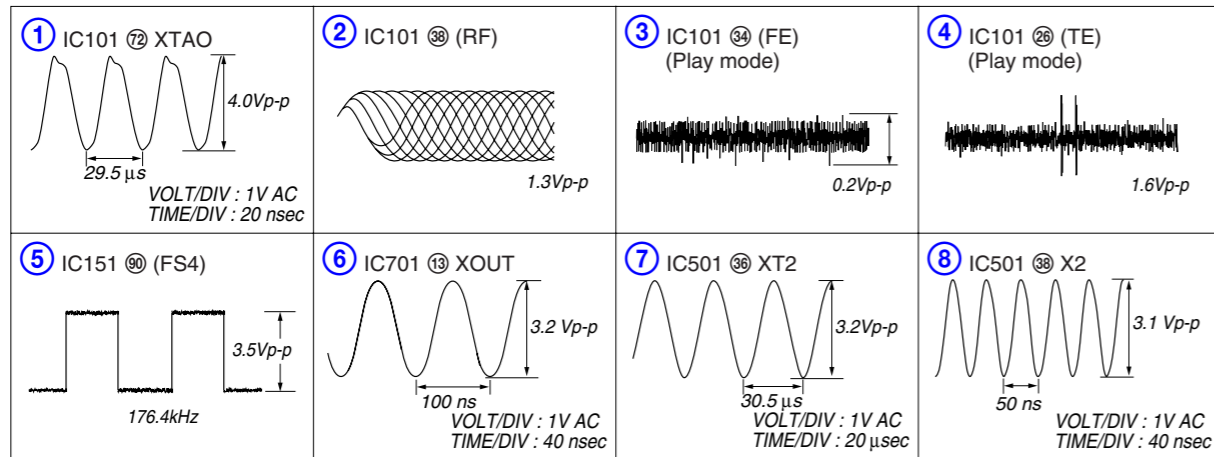 ① IC101 ㊲ XTAO
4.0Vp-p
29.5 µs
VOLT/DIV : 1V AC
TIME/DIV : 20 nsec
② IC101 ㊳ (RF)
1.3Vp-p
③ IC101 ㉞ (FE)
(Play mode)
0.2Vp-p
④ IC101 ㉖ (TE)
(Play mode)
1.6Vp-p
⑤ IC151 90 (FS4)
3.5Vp-p
176.4kHz
⑥ IC701 ⑬ XOUT
3.2 Vp-p
100 ns
VOLT/DIV : 1V AC
TIME/DIV : 40 nsec
⑦ IC501 ㊱ XT2
3.2Vp-p
30.5 µs
VOLT/DIV : 1V AC
TIME/DIV : 20 µsec
⑧ IC501 ㊳ X2
3.1 Vp-p
50 ns
VOLT/DIV : 1V AC
TIME/DIV : 40 nsec